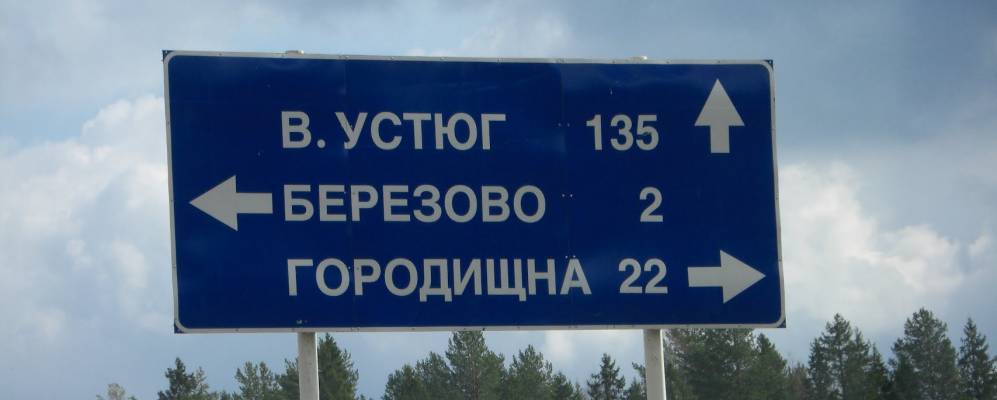 В. УСТЮГ 135
БЕРЕЗОВО 2
ГОРОДИЩНА 22